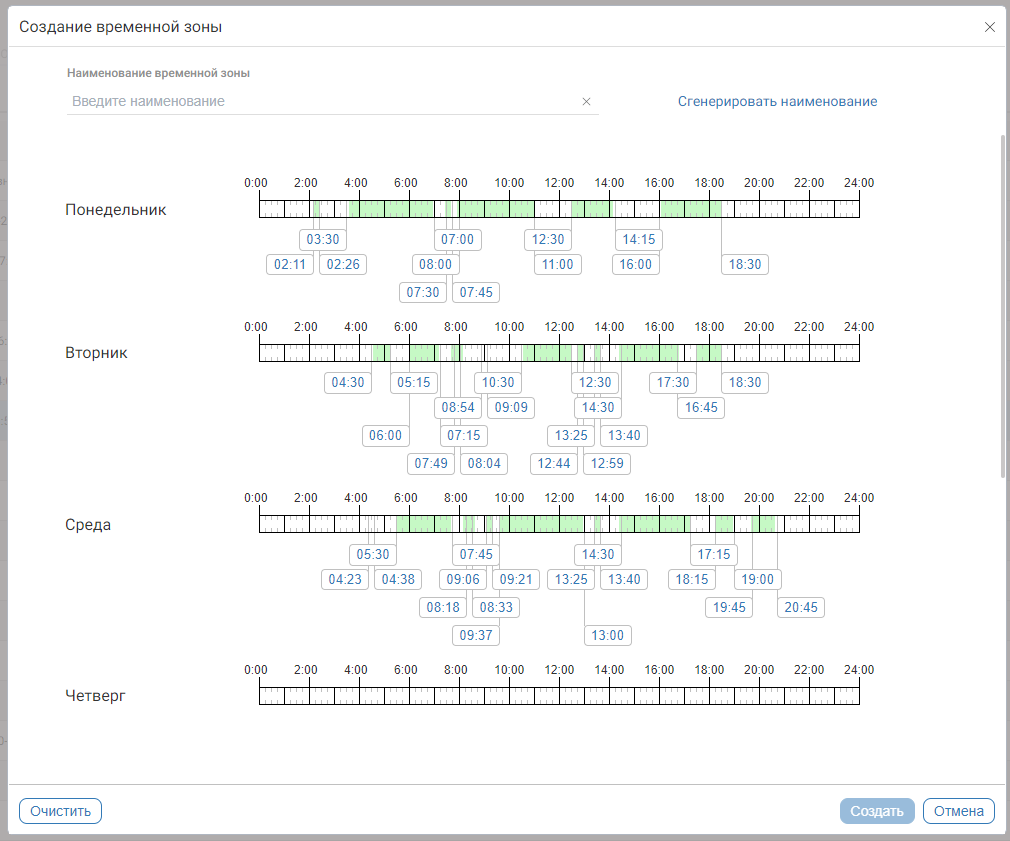 Создание временной зоны
Наименование временной зоны
Введите наименование
Сгенерировать наименование
0:00 2:00 4:00 6:00 8:00 10:00 12:00 14:00 16:00 18:00 20:00 22:00 24:00
Понедельник
03:30 07:00 12:30 14:15
02:11 02:26 08:00 11:00 16:00 18:30
07:30 07:45
0:00 2:00 4:00 6:00 8:00 10:00 12:00 14:00 16:00 18:00 20:00 22:00 24:00
Вторник
04:30 05:15 10:30 12:30 17:30 18:30
08:54 09:09 14:30 16:45
06:00 07:15 13:25 13:40
07:49 08:04 12:44 12:59
0:00 2:00 4:00 6:00 8:00 10:00 12:00 14:00 16:00 18:00 20:00 22:00 24:00
Среда
05:30 07:45 14:30 17:15
04:23 04:38 09:06 09:21 13:25 13:40 18:15 19:00
08:18 08:33 19:45 20:45
09:37 13:00
0:00 2:00 4:00 6:00 8:00 10:00 12:00 14:00 16:00 18:00 20:00 22:00 24:00
Четверг
Очистить Создать Отмена